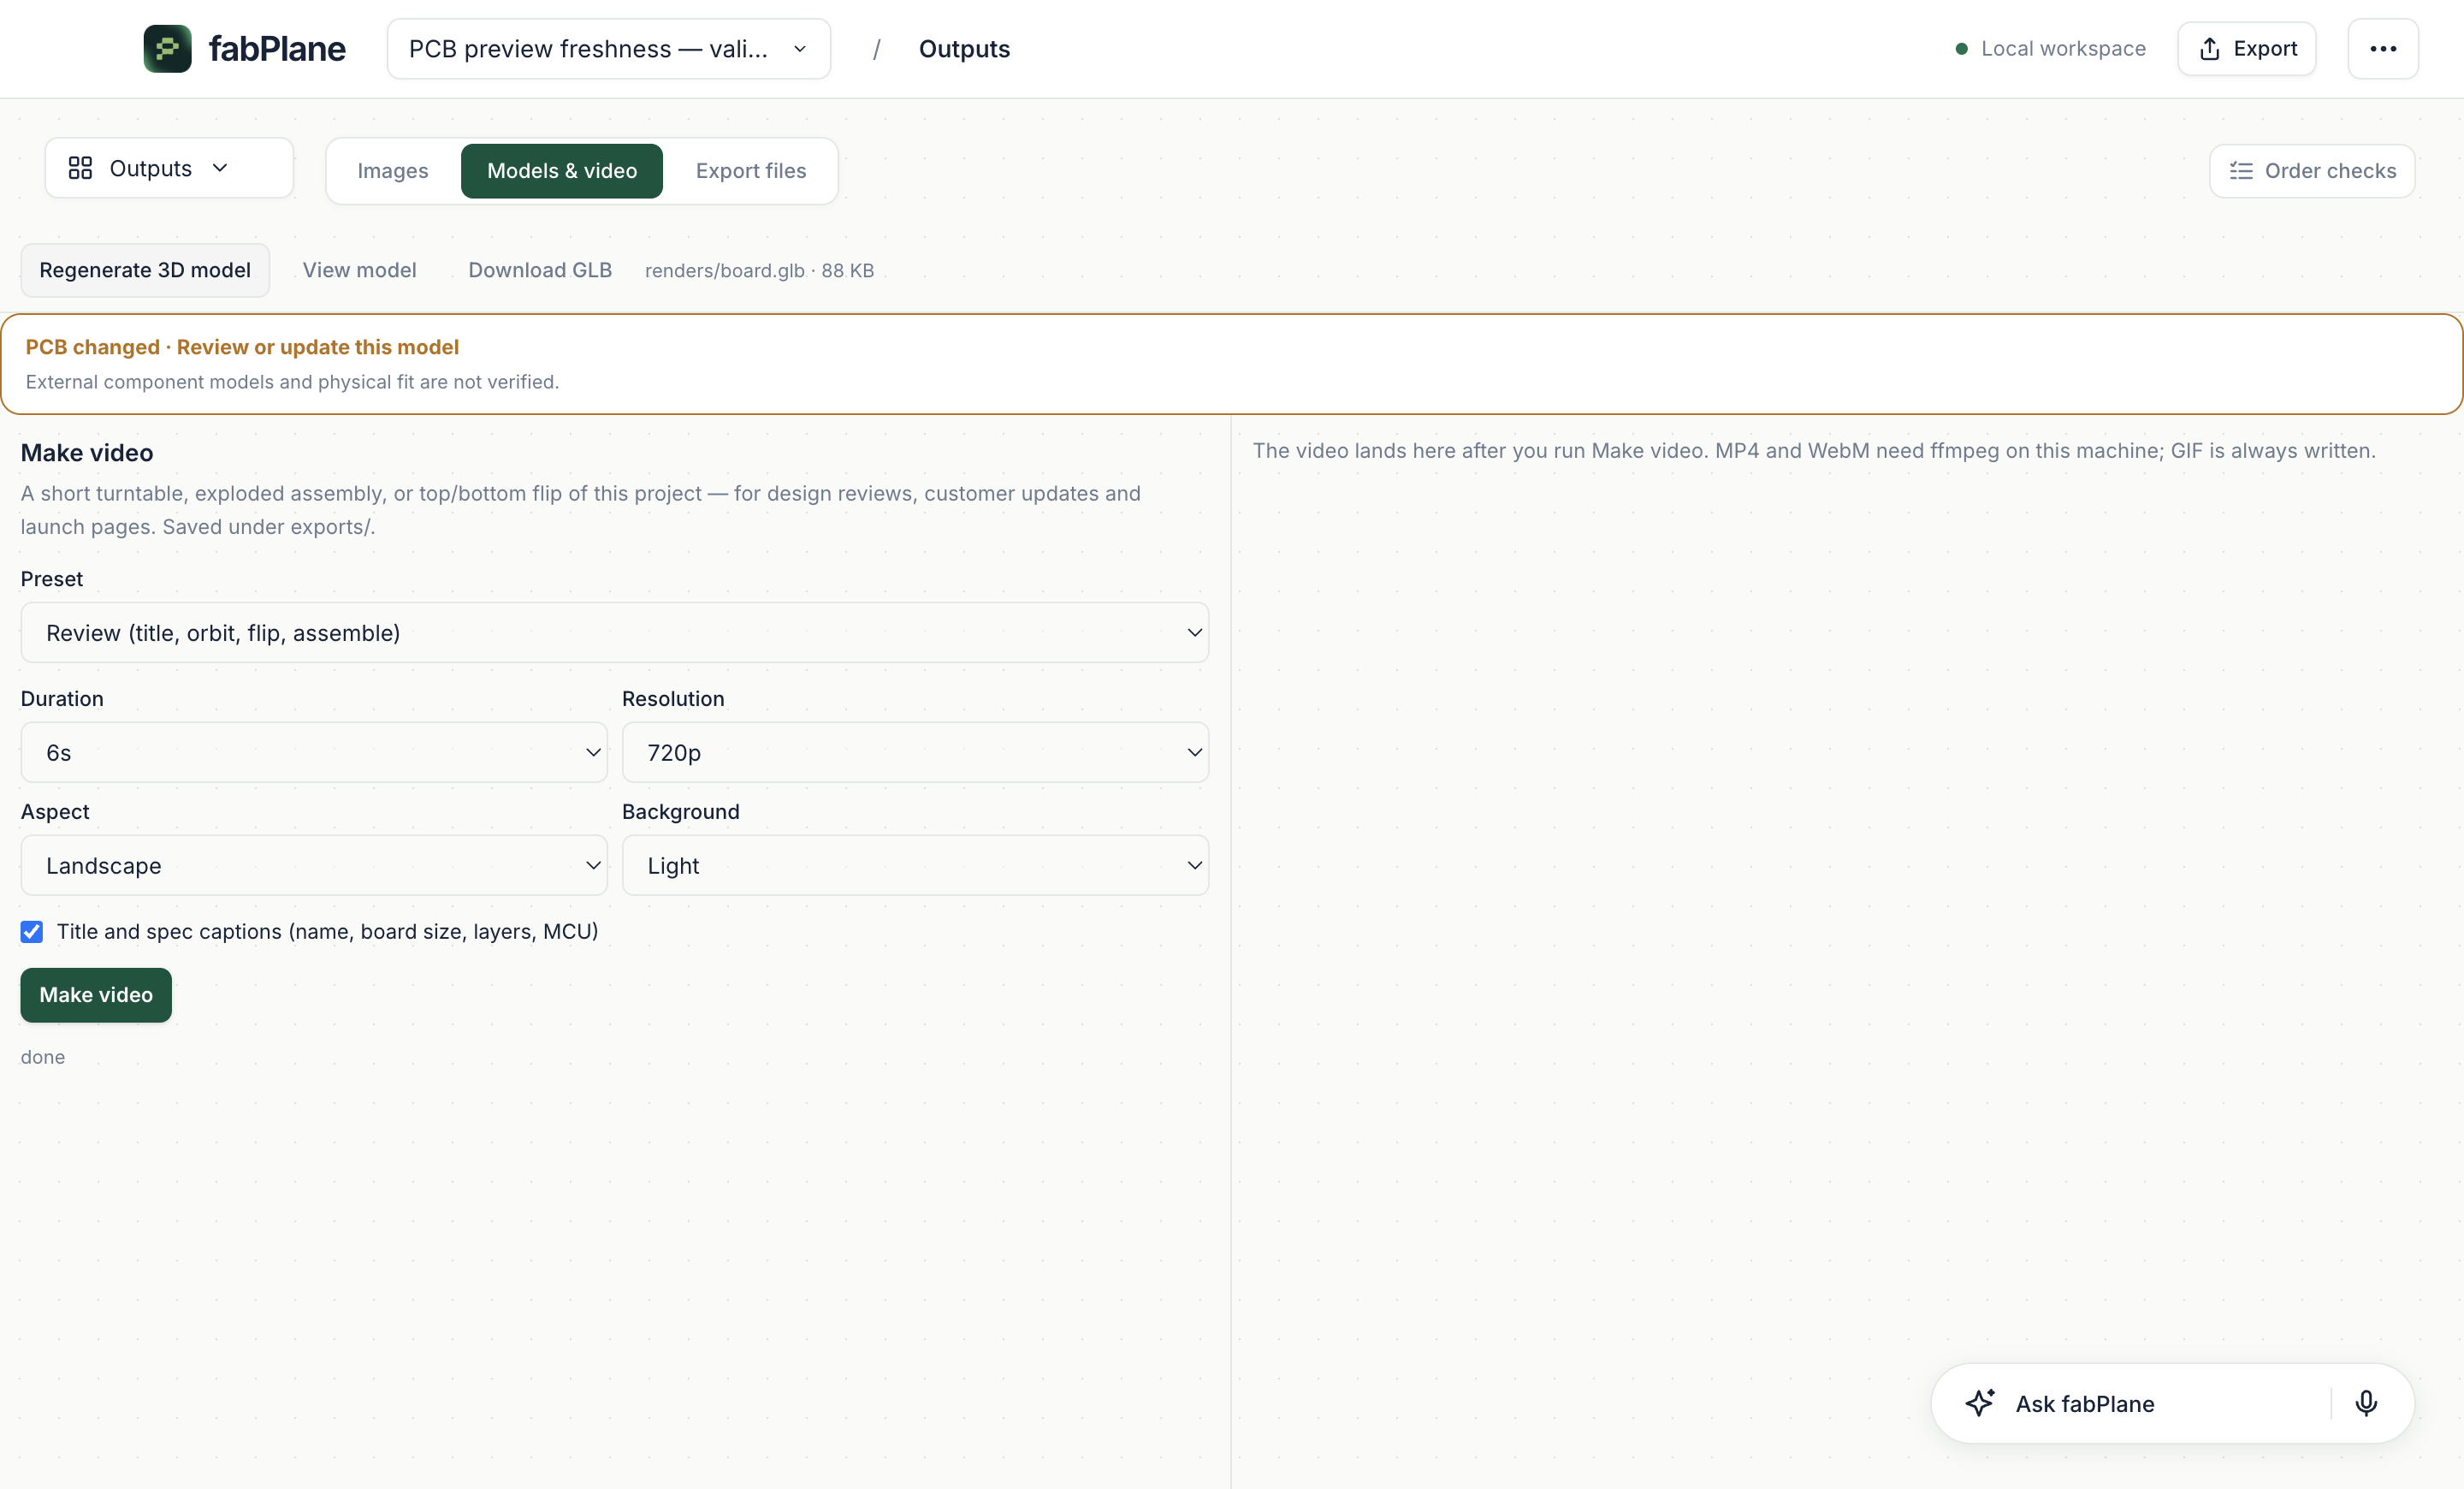 fabPlane
PCB preview freshness — vali...
/
Outputs
Local workspace
Export
Outputs
Images
Models & video
Export files
Order checks
Regenerate 3D model
View model
Download GLB
renders/board.glb · 88 KB
PCB changed · Review or update this model
External component models and physical fit are not verified.
Make video
A short turntable, exploded assembly, or top/bottom flip of this project — for design reviews, customer updates and
launch pages. Saved under exports/.
Preset
Review (title, orbit, flip, assemble)
Duration
Resolution
6s
720p
Aspect
Background
Landscape
Light
Title and spec captions (name, board size, layers, MCU)
Make video
done
The video lands here after you run Make video. MP4 and WebM need ffmpeg on this machine; GIF is always written.
Ask fabPlane